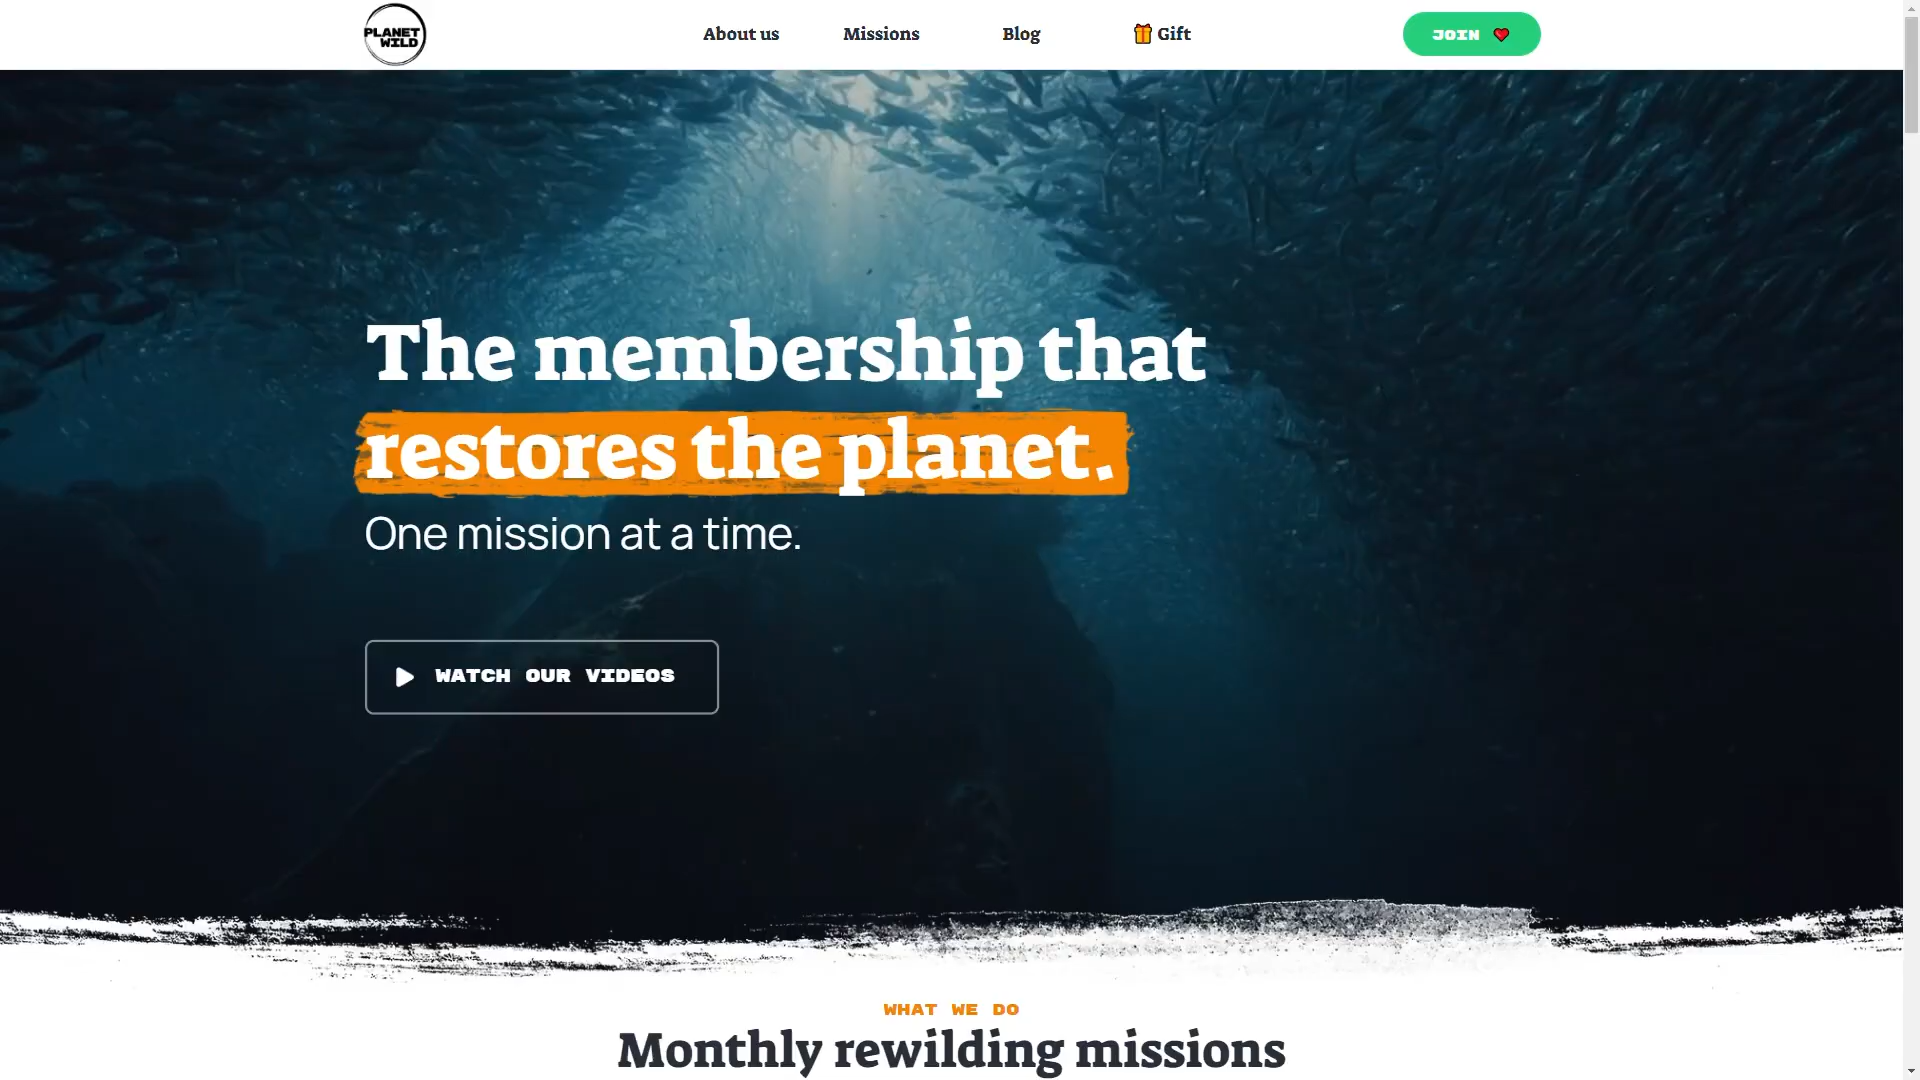 PLANET
WILD
About us
Missions
Blog
Gift
JOIN
The membership that
restores the planet.
One mission at a time.
WATCH OUR VIDEOS
WHAT WE DO
Monthly rewilding missions